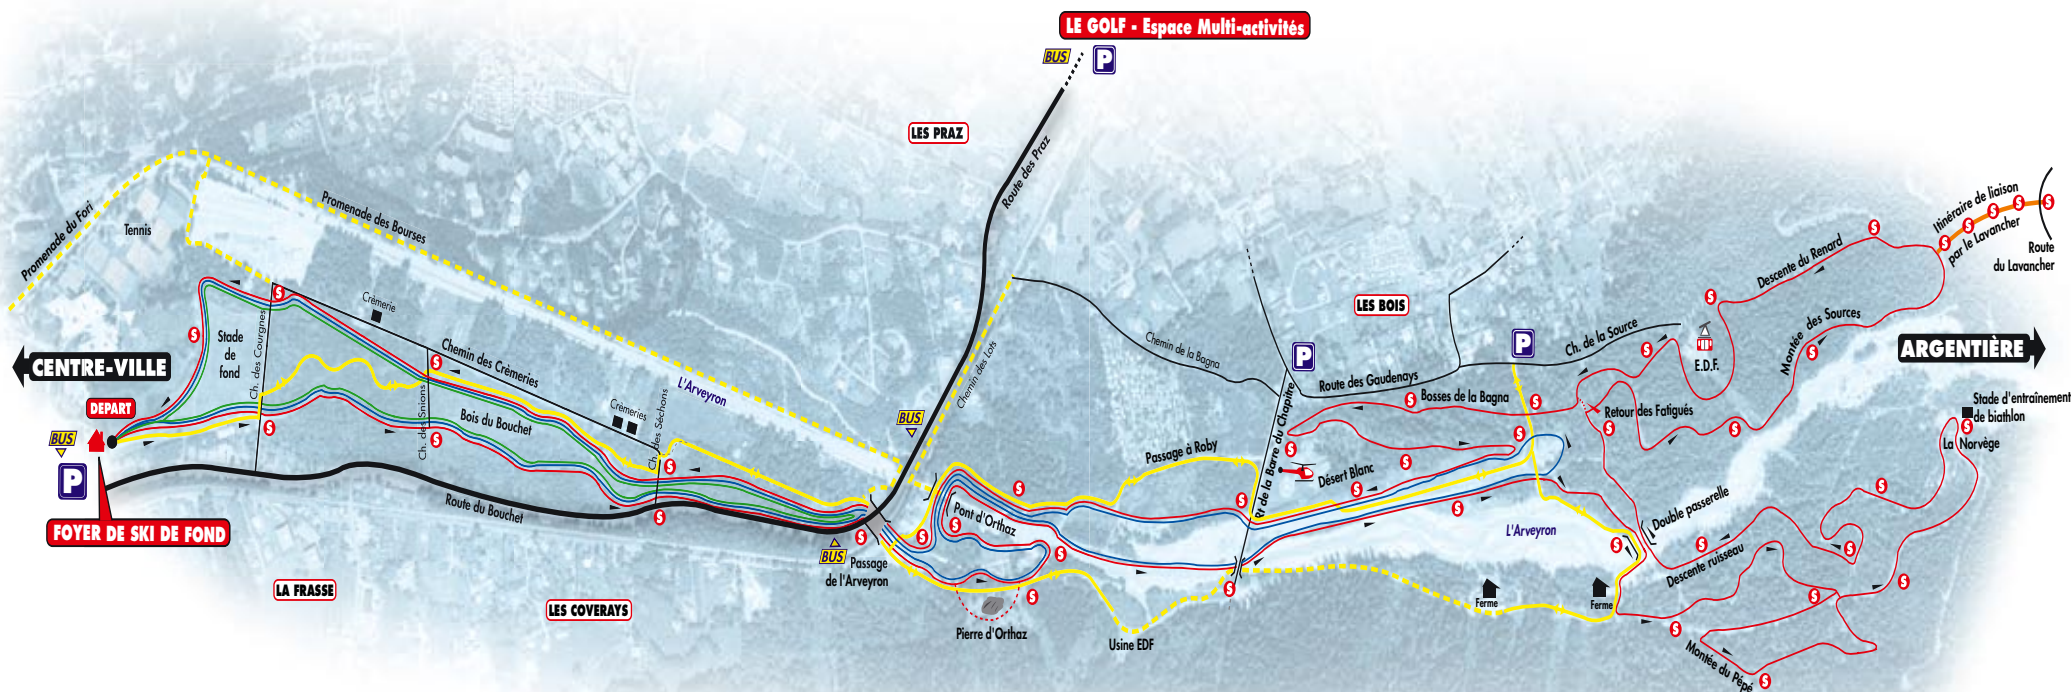 LE GOLF - Espace Multi-activités
BUS
P
LES PRAZ
Route des Praz
Promenade du Fori
Tennis
Promenade des Bourses
Itinéraire de liaison
par le Lavancher
S
S
S
S
S
Route
du Lavancher
S
Descente du Renard
CENTRE-VILLE
DEPART
BUS
P
FOYER DE SKI DE FOND
S
Stade
de
fond
Ch. des Courgnes
S
Crèmerie
Chemin des Crèmeries
S
Bois du Bouchet
Ch. des Snions
S
S
Crèmeries
Ch. des Séchons
S
S
L'Arveyron
Route du Bouchet
LA FRASSE
LES COVERAYS
BUS
BUS
Passage
de l'Arveyron
S
Chemin des Lots
Chemin de la Bagna
S
S
Pont d'Orthaz
S
S
S
Pierre d'Orthaz
Usine EDF
Passage à Roby
S
S
Rt de la Barre du Chapitre
P
LES BOIS
Route des Gaudenays
P
Ch. de la Source
S
Bosses de la Bagna
S
S
S
Désert Blanc
S
S
S
S
E.D.F.
S
Retour des Fatigués
S
S
Montée des Sources
S
ARGENTIÈRE
Stade d'entrainement
de biathlon
S
La Norvège
L'Arveyron
Double passerelle
S
S
Descente ruisseau
S
S
S
S
Ferme
Ferme
S
Montée du Pépé
S